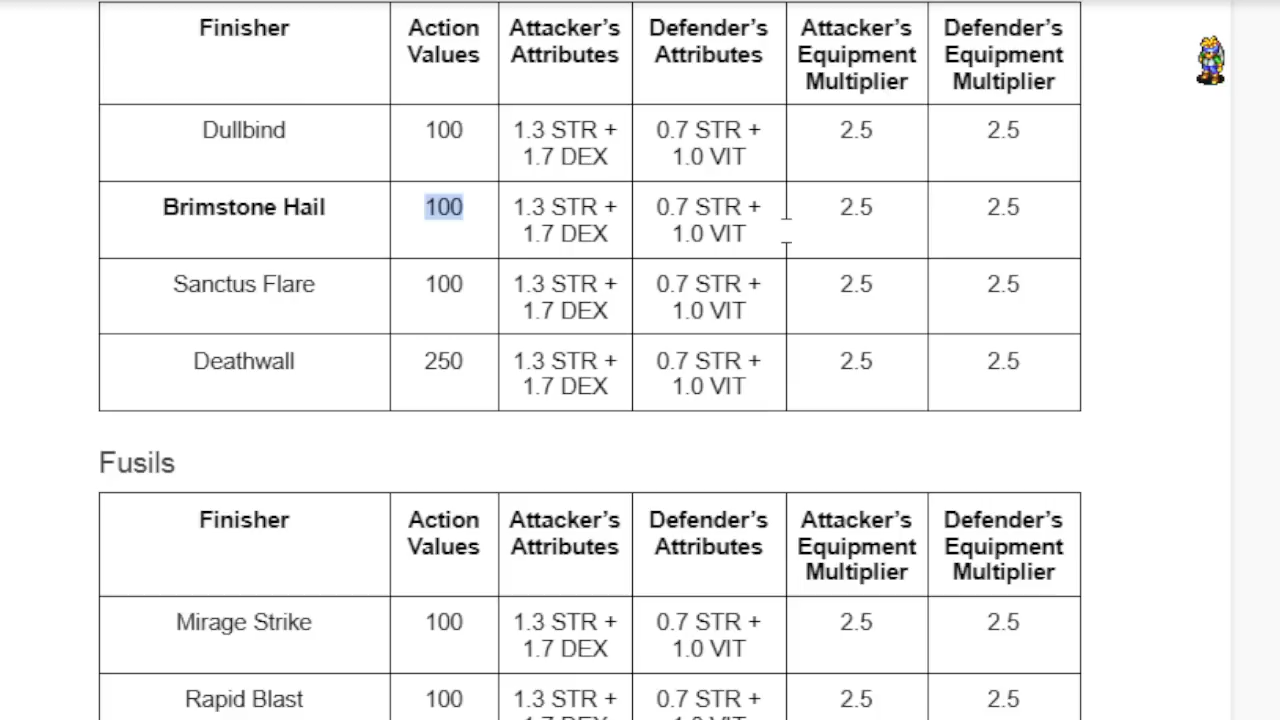 Finisher
Action Values
Attacker’s Attributes
Defender’s Attributes
Attacker’s Equipment Multiplier
Defender’s Equipment Multiplier
Dullbind
100
1.3 STR +
1.7 DEX
0.7 STR +
1.0 VIT
2.5
2.5
Brimstone Hail
100
1.3 STR +
1.7 DEX
0.7 STR +
1.0 VIT
2.5
2.5
Sanctus Flare
100
1.3 STR +
1.7 DEX
0.7 STR +
1.0 VIT
2.5
2.5
Deathwall
250
1.3 STR +
1.7 DEX
0.7 STR +
1.0 VIT
2.5
2.5
Fusils
Finisher
Action Values
Attacker’s Attributes
Defender’s Attributes
Attacker’s Equipment Multiplier
Defender’s Equipment Multiplier
Mirage Strike
100
1.3 STR +
1.7 DEX
0.7 STR +
1.0 VIT
2.5
2.5
Rapid Blast
100
1.3 STR +
1.7 DEX
0.7 STR +
1.0 VIT
2.5
2.5